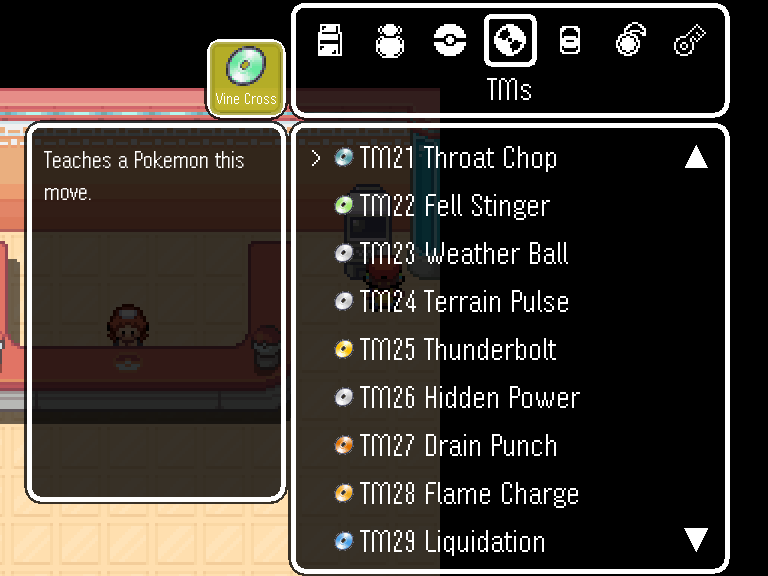 TMs
Vine Cross
Teaches a Pokemon this
move.
TM21 Throat Chop
TM22 Fell Stinger
TM23 Weather Ball
TM24 Terrain Pulse
TM25 Thunderbolt
TM26 Hidden Power
TM27 Drain Punch
TM28 Flame Charge
TM29 Liquidation